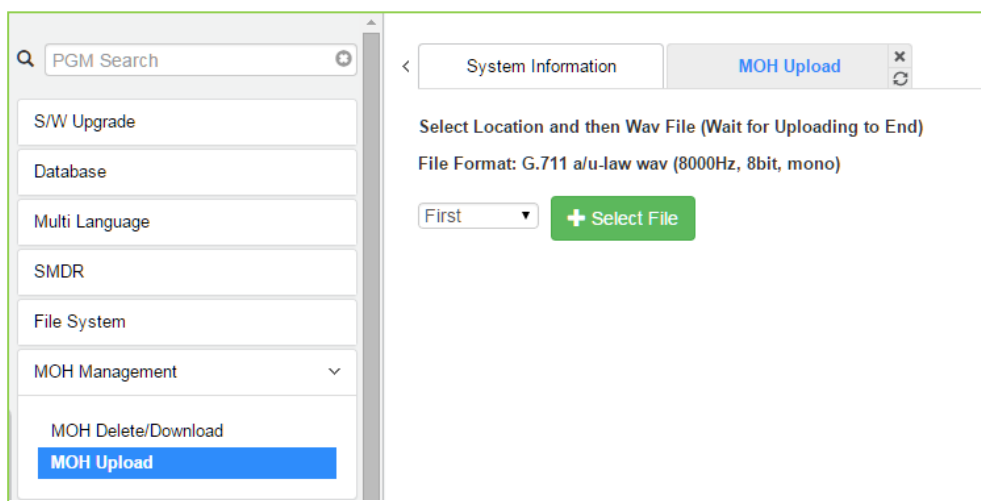 PGM Search
S/W Upgrade
Database
Multi Language
SMDR
File System
MOH Management
MOH Delete/Download
MOH Upload
System Information
MOH Upload
Select Location and then Wav File (Wait for Uploading to End)
File Format: G.711 a/u-law wav (8000Hz, 8bit, mono)
First
Select File